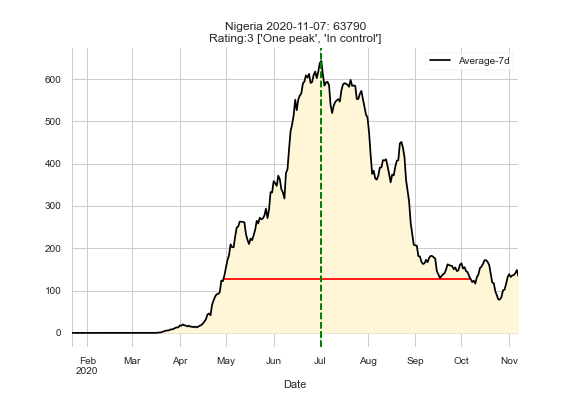 Nigeria 2020-11-07: 63790
Rating:3 ['One peak', 'In control']
Average-7d
600
500
400
300
200
100
0
Feb Mar Apr May Jun Jul Aug Sep Oct Nov
2020
Date